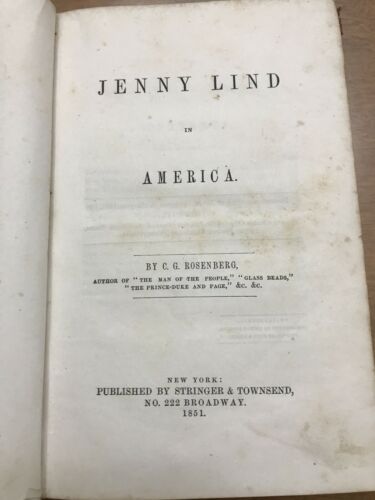 JENNY LIND
IN
AMERICA.
BY C. G. ROSENBERG,
AUTHOR OF "THE MAN OF THE PEOPLE," "GLASS BEADS,"
"THE PRINCE-DUKE AND PAGE," &C. &C.
NEW YORK:
PUBLISHED BY STRINGER & TOWNSEND,
NO. 222 BROADWAY.
1851.